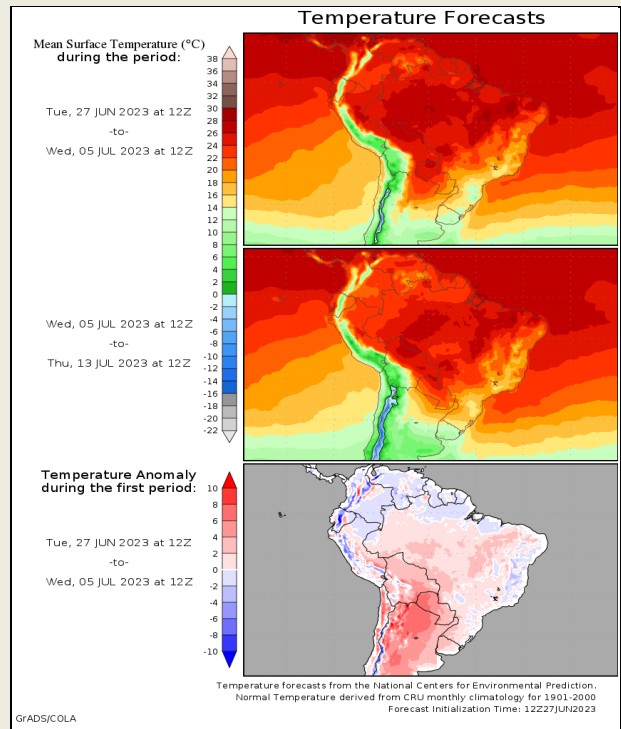 Temperature Forecasts
Mean Surface Temperature (°C)
during the period:
38
36
34
32
30
28
26
24
22
20
18
16
14
12
10
8
6
4
2
0
-2
-4
-6
-8
-10
-12
-14
-16
-18
-20
-22
Tue, 27 JUN 2023 at 12Z
-to-
Wed, 05 JUL 2023 at 12Z
Wed, 05 JUL 2023 at 12Z
-to-
Thu, 13 JUL 2023 at 12Z
Temperature Anomaly
during the first period:
10
8
6
4
2
0
-2
-4
-6
-8
-10
Tue, 27 JUN 2023 at 12Z
-to-
Wed, 05 JUL 2023 at 12Z
Temperature forecasts from the National Centers for Environmental Prediction.
Normal Temperature derived from CRU monthly climatology for 1901-2000
Forecast Initialization Time: 12Z27JUN2023
GrADS/COLA